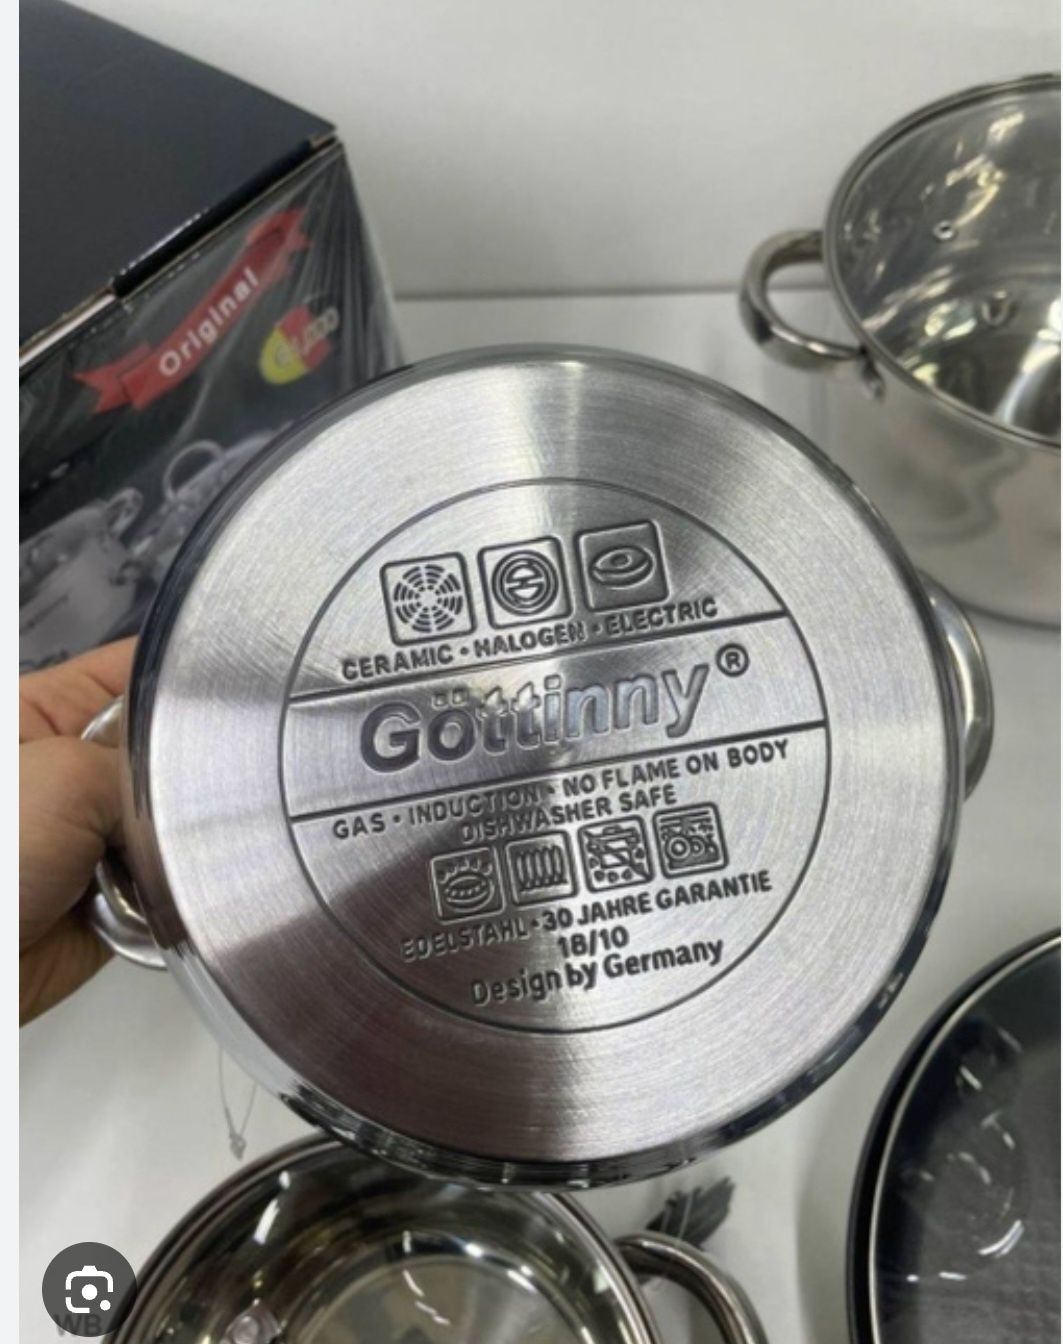 Original
CERAMIC • HALOGEN • ELECTRIC
Göttinny®
GAS • INDUCTION • NO FLAME ON BODY
DISHWASHER SAFE
EDELSTAHL • 30 JAHRE GARANTIE
18/10
Design by Germany
WB